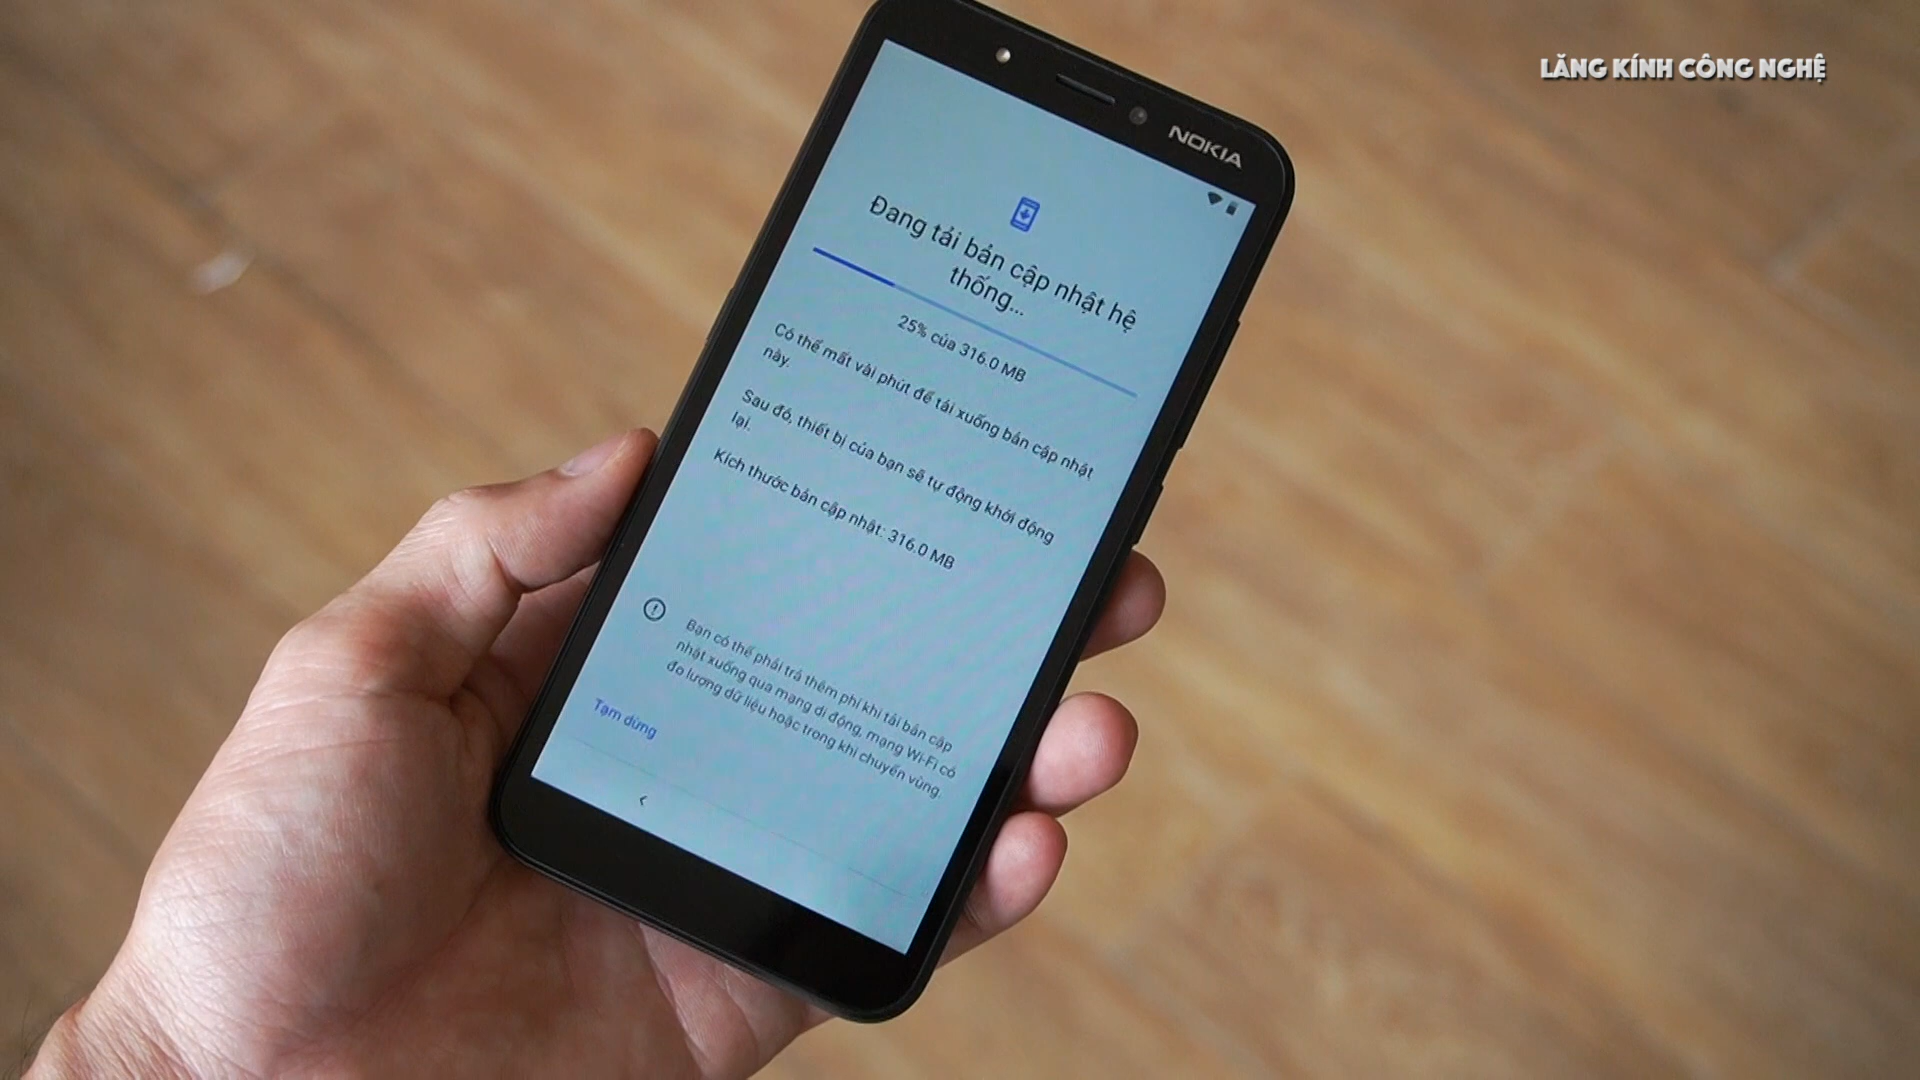 LĂNG KÍNH CÔNG NGHỆ
NOKIA
Đang tải bản cập nhật hệ
thống...
25% của 316.0 MB
Có thể mất vài phút để tải xuống bản cập nhật
này.
Sau đó, thiết bị của bạn sẽ tự động khởi động
lại.
Kích thước bản cập nhật: 316.0 MB
Bạn có thể phải trả thêm phí khi tải bản cập
nhật xuống qua mạng di động, mạng Wi-Fi có
đo lượng dữ liệu hoặc trong khi chuyển vùng.
Tạm dừng